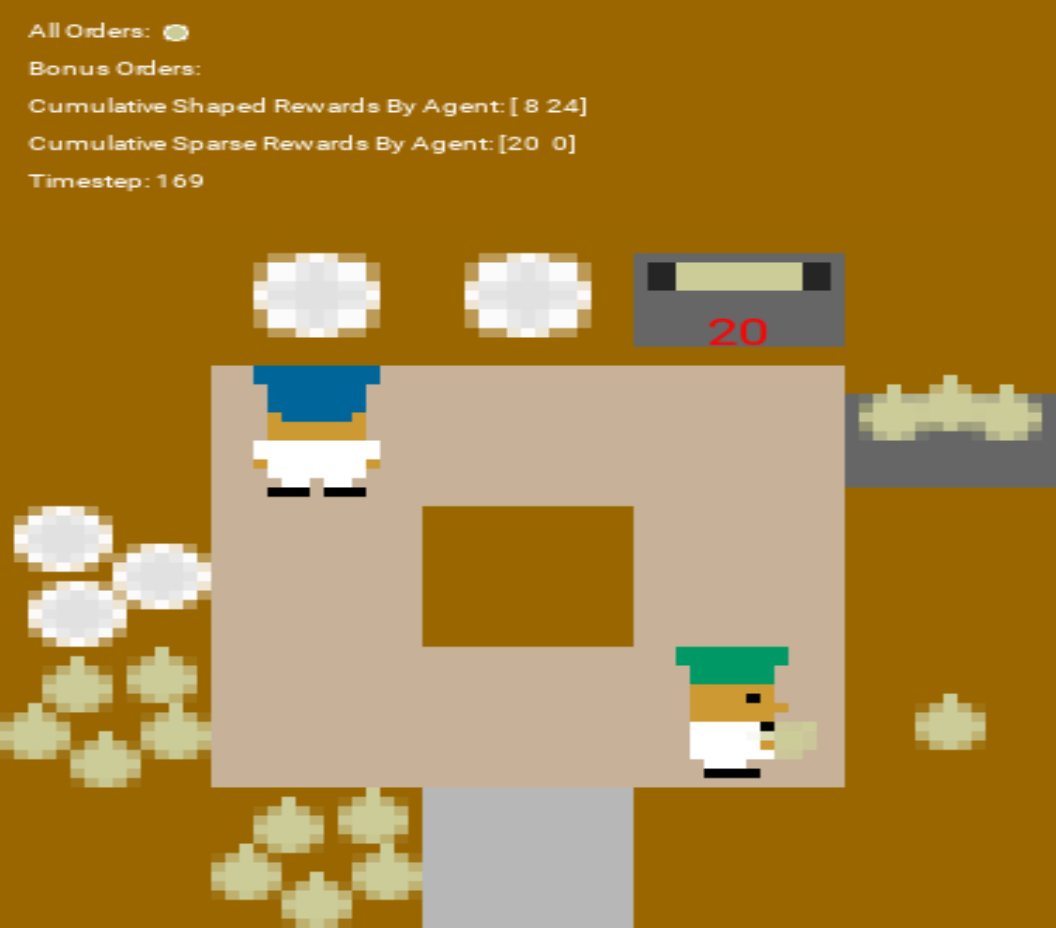 All Orders:
Bonus Orders:
Cumulative Shaped Rewards By Agent: [ 8 24]
Cumulative Sparse Rewards By Agent: [20  0]
Timestep: 169
20